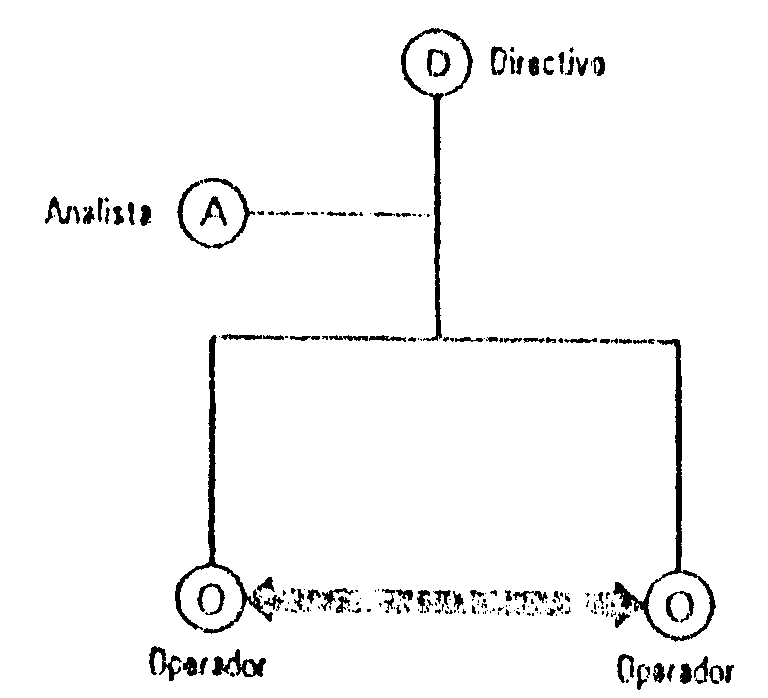 D Directivo
Analista A
O
O
Operador
Operador